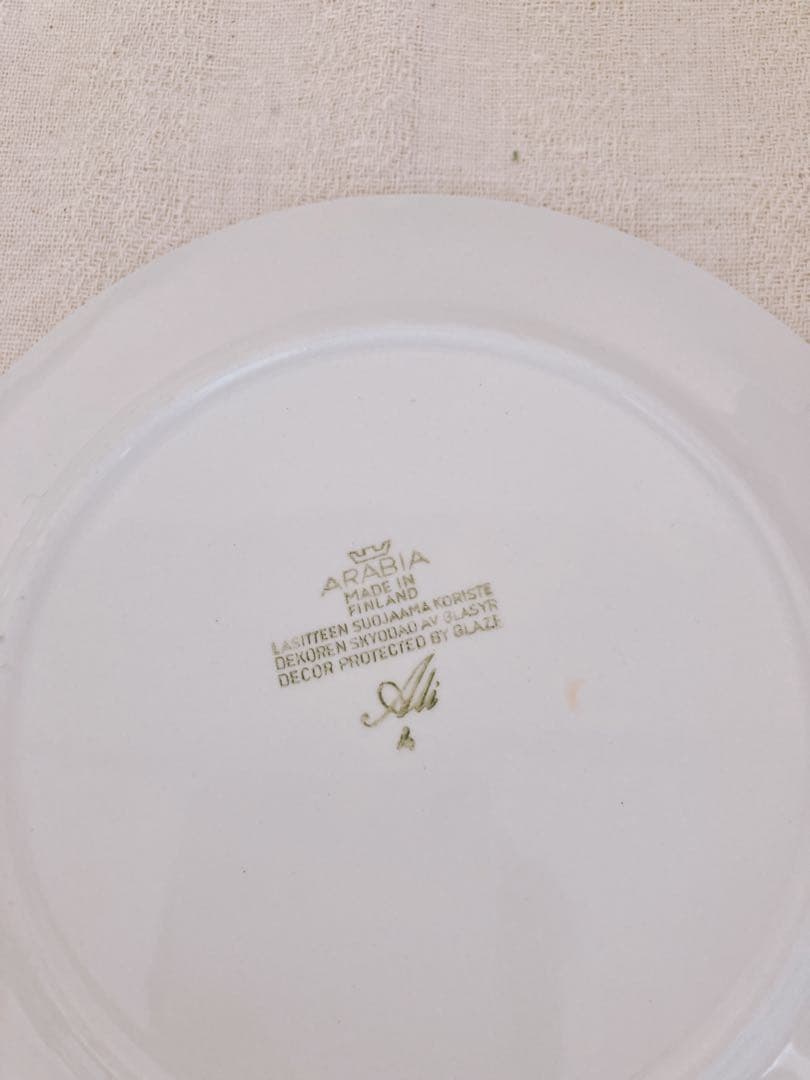 ARABIA
MADE IN
FINLAND
LASITTEEN SUOJAAMA KORISTE
DEKOREN SKYDDAD AV GLASYR
DECOR PROTECTED BY GLAZE
Ali